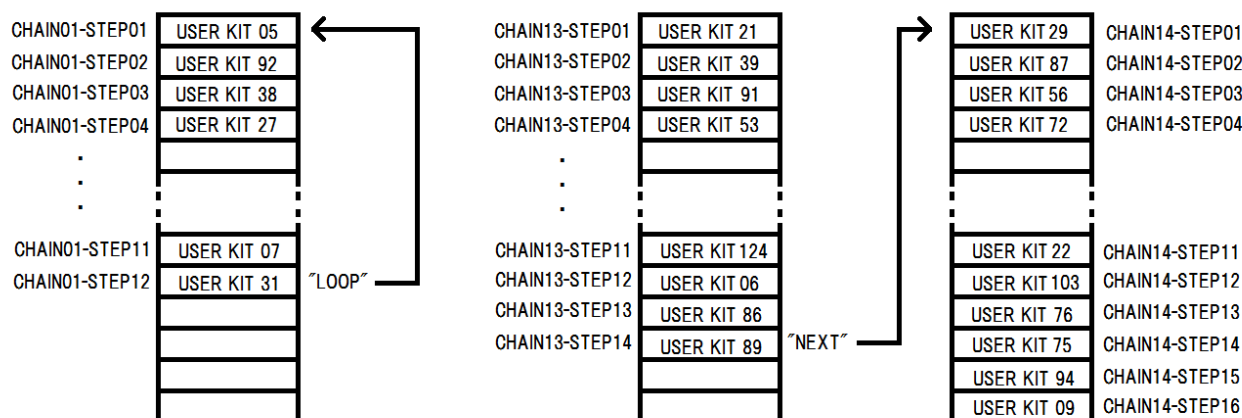 CHAIN01-STEP01 USER KIT 05
CHAIN01-STEP02 USER KIT 92
CHAIN01-STEP03 USER KIT 38
CHAIN01-STEP04 USER KIT 27
CHAIN01-STEP11 USER KIT 07
CHAIN01-STEP12 USER KIT 31 "LOOP"
CHAIN13-STEP01 USER KIT 21
CHAIN13-STEP02 USER KIT 39
CHAIN13-STEP03 USER KIT 91
CHAIN13-STEP04 USER KIT 53
CHAIN13-STEP11 USER KIT 124
CHAIN13-STEP12 USER KIT 06
CHAIN13-STEP13 USER KIT 86
CHAIN13-STEP14 USER KIT 89 "NEXT"
USER KIT 29 CHAIN14-STEP01
USER KIT 87 CHAIN14-STEP02
USER KIT 56 CHAIN14-STEP03
USER KIT 72 CHAIN14-STEP04
USER KIT 22 CHAIN14-STEP11
USER KIT 103 CHAIN14-STEP12
USER KIT 76 CHAIN14-STEP13
USER KIT 75 CHAIN14-STEP14
USER KIT 94 CHAIN14-STEP15
USER KIT 09 CHAIN14-STEP16